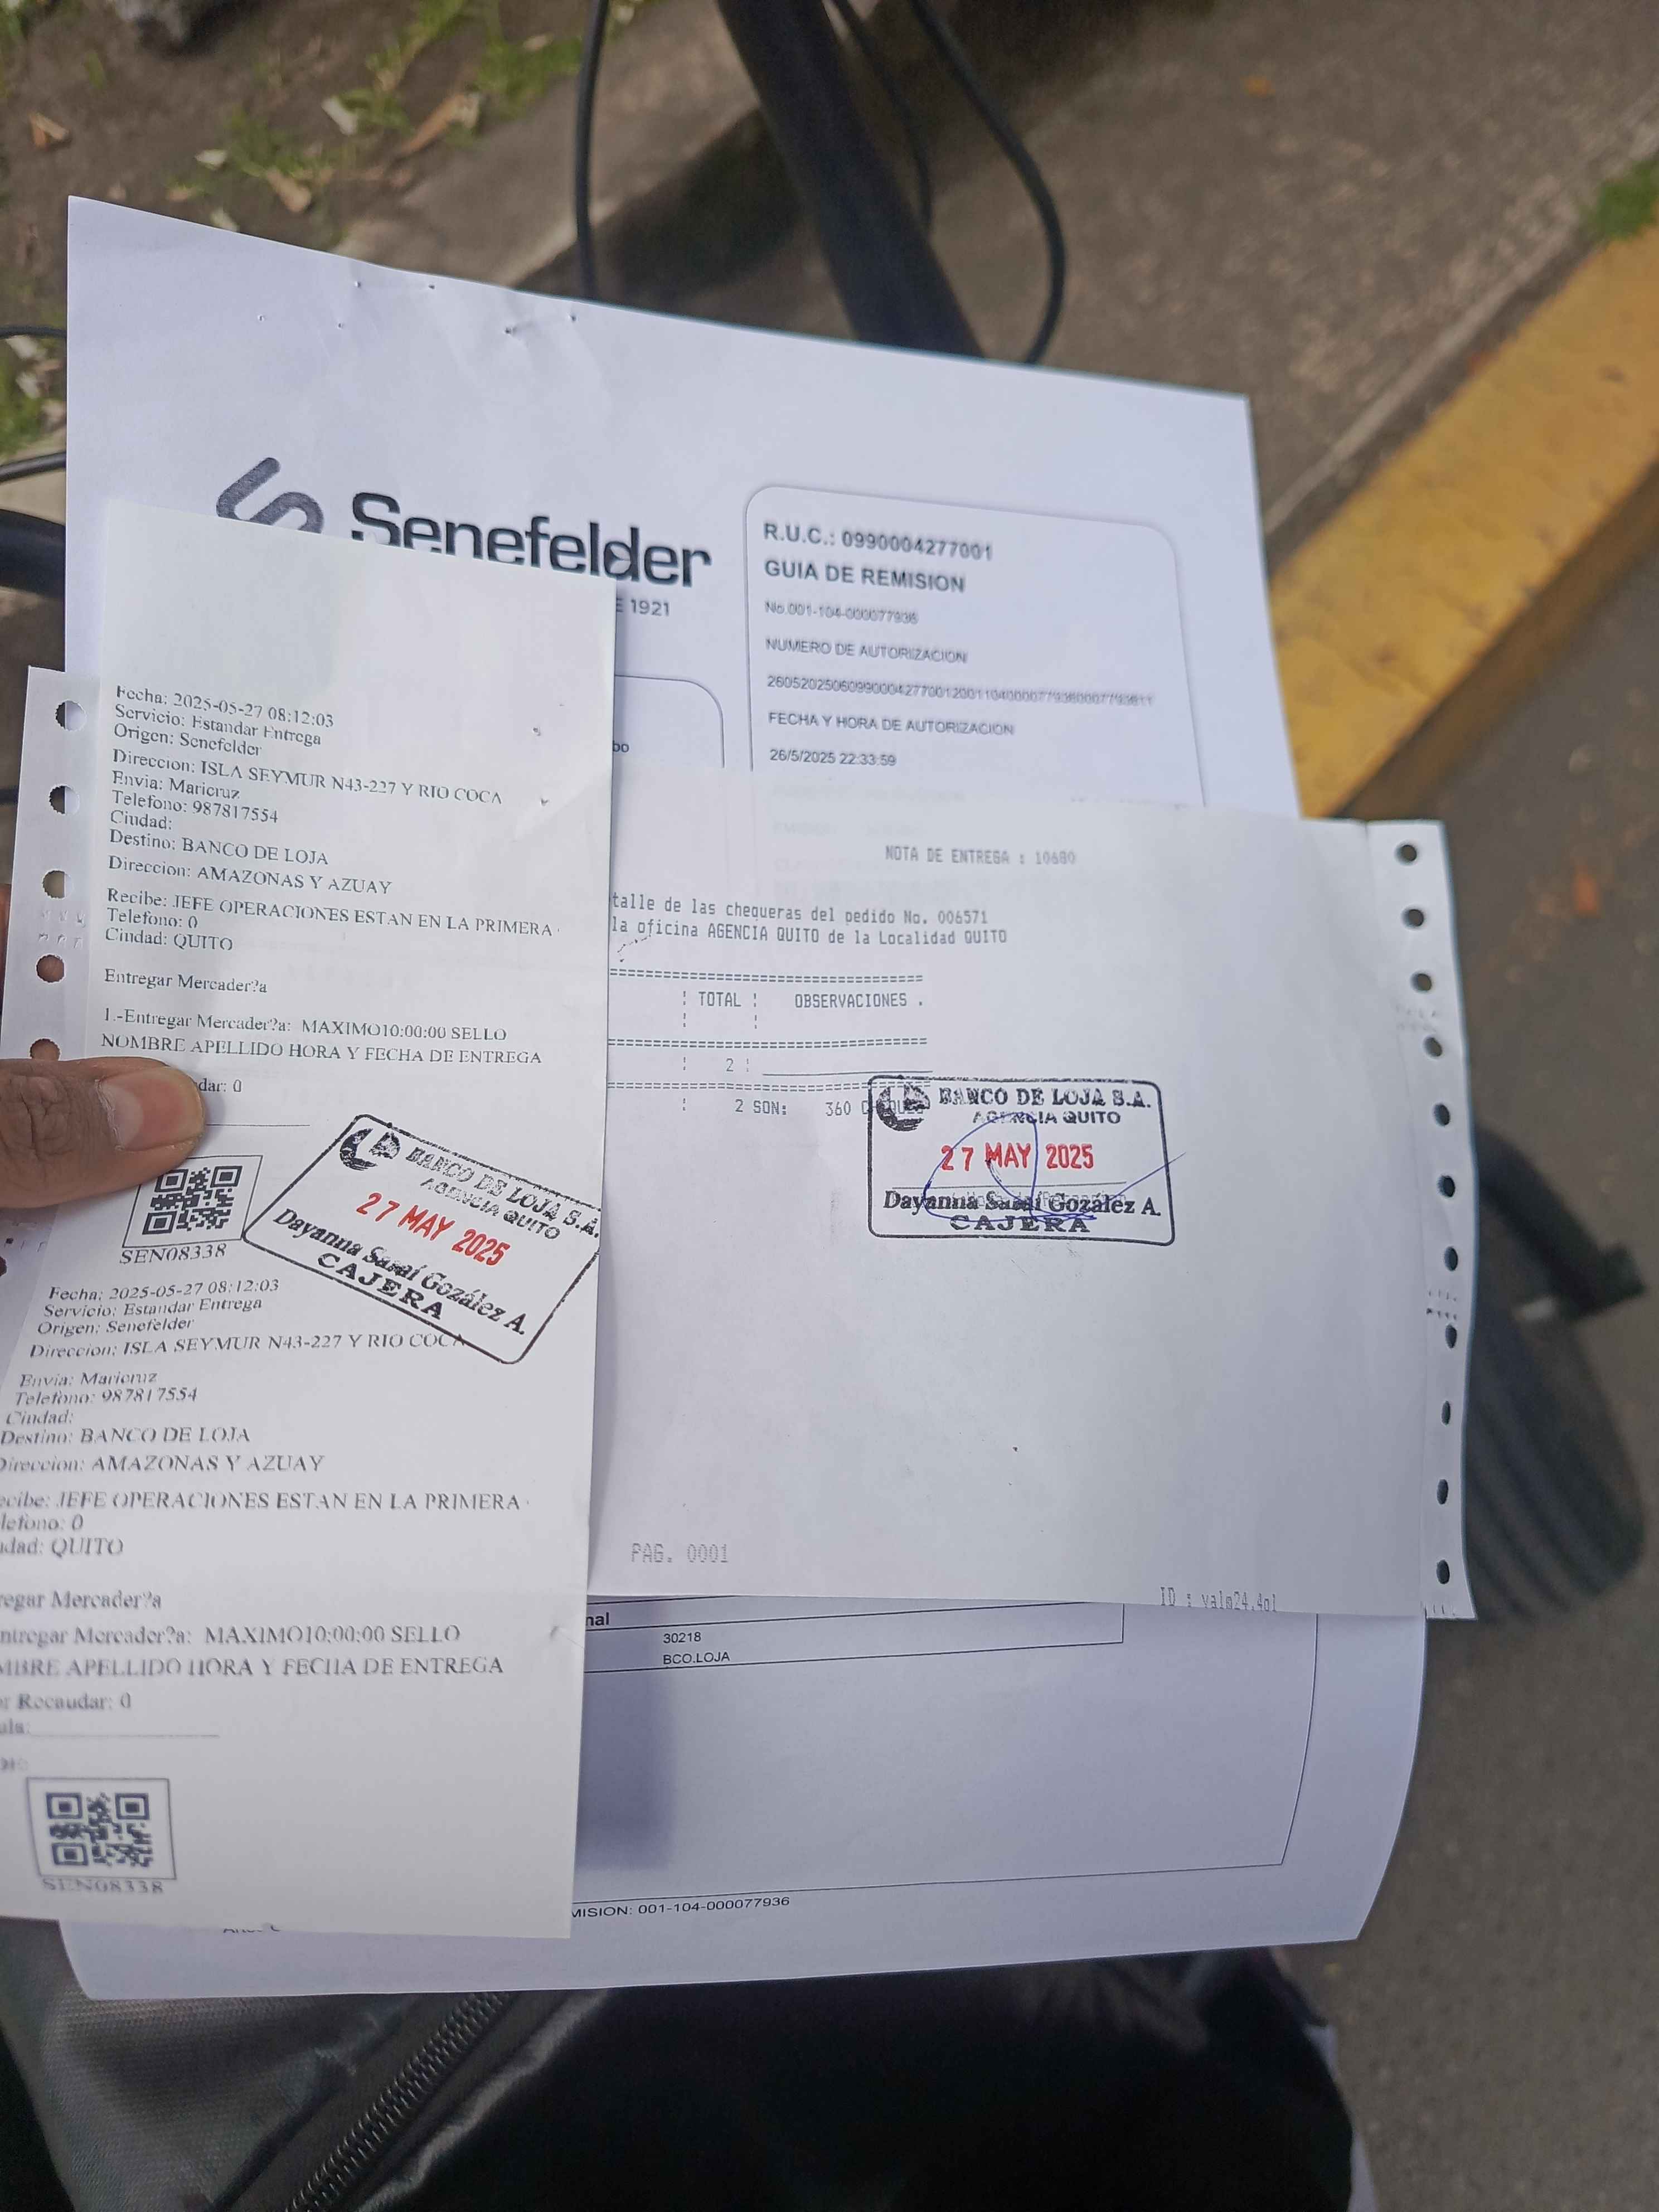 Senefelder
E 1921
R.U.C.: 0990004277001
GUIA DE REMISION
No.001-104-000077936
NUMERO DE AUTORIZACION
FECHA Y HORA DE AUTORIZACION
26/5/2025 22:33:59
Fecha: 2025-05-27 08:12:03
Servicio: Estandar Entrega
Origen: Senefelder
Direccion: ISLA SEYMUR N43-227 Y RIO COCA
Envia: Maricruz
Telefono: 987817554
Ciudad:
Destino: BANCO DE LOJA
Direccion: AMAZONAS Y AZUAY
Recibe: JEFE OPERACIONES ESTAN EN LA PRIMERA
Telefono: 0
Ciudad: QUITO
Entregar Mercader?a
1.-Entregar Mercader?a: MAXIMO10:00:00 SELLO
NOMBRE APELLIDO HORA Y FECHA DE ENTREGA
dar: 0
SEN08338
BANCO DE LOJA S.A.
AGENCIA QUITO
27 MAY 2025
Dayanna Saraí Gozález A.
CAJERA
Fecha: 2025-05-27 08:12:03
Servicio: Estandar Entrega
Origen: Senefelder
Direccion: ISLA SEYMUR N43-227 Y RIO COCA
Envia: Maricruz
Telefono: 987817554
Ciudad:
Destino: BANCO DE LOJA
Direccion: AMAZONAS Y AZUAY
ecibe: JEFE OPERACIONES ESTAN EN LA PRIMERA
lefono: 0
udad: QUITO
regar Mercader?a
ntregar Mercader?a: MAXIMO10:00:00 SELLO
MBRE APELLIDO HORA Y FECHA DE ENTREGA
r Recaudar: 0
ula:
SEN08338
NOTA DE ENTREGA : 10680
talle de las chequeras del pedido No. 006571
la oficina AGENCIA QUITO de la Localidad QUITO
TOTAL OBSERVACIONES .
2
2 SON: 360
BANCO DE LOJA S.A.
AGENCIA QUITO
27 MAY 2025
Dayanna Saraí Gozález A.
CAJERA
PAG. 0001
nal
30218
BCO.LOJA
MISION: 001-104-000077936